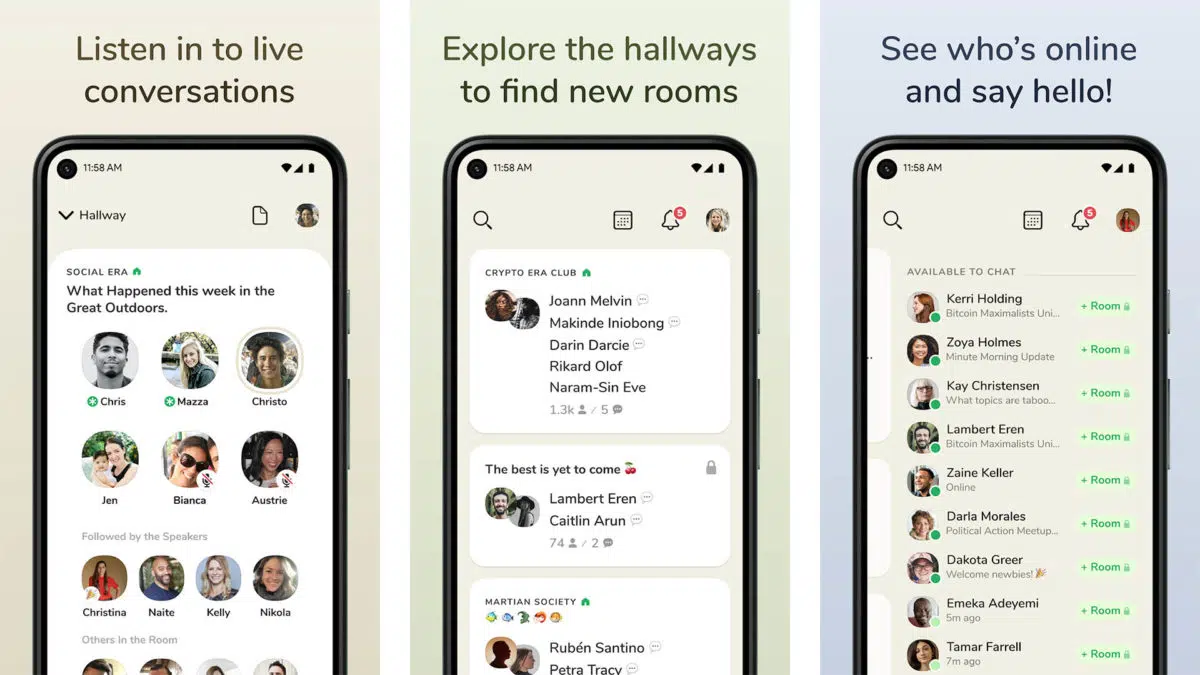 Listen in to live
conversations
11:58 AM
Hallway
SOCIAL ERA
What Happened this week in the
Great Outdoors.
Chris
Mazza
Christo
Jen
Bianca
Austrie
Followed by the Speakers
Christina
Naite
Kelly
Nikola
Others in the Room
Explore the hallways
to find new rooms
11:58 AM
5
CRYPTO ERA CLUB
Joann Melvin
Makinde Iniobong
Darin Darcie
Rikard Olof
Naram-Sin Eve
1.3k / 5
The best is yet to come 🍒
Lambert Eren
Caitlin Arun
74 / 2
MARTIAN SOCIETY
Rubén Santino
Petra Tracy
See who's online
and say hello!
11:58 AM
5
AVAILABLE TO CHAT
Kerri Holding
Bitcoin Maximalists Uni...
+ Room
Zoya Holmes
Minute Morning Update
+ Room
Kay Christensen
What topics are taboo...
+ Room
Lambert Eren
Bitcoin Maximalists Uni...
+ Room
Zaine Keller
Online
+ Room
Darla Morales
Political Action Meetup...
+ Room
Dakota Greer
Welcome newbies! 🎉
+ Room
Emeka Adeyemi
5m ago
+ Room
Tamar Farrell
7m ago
+ Room